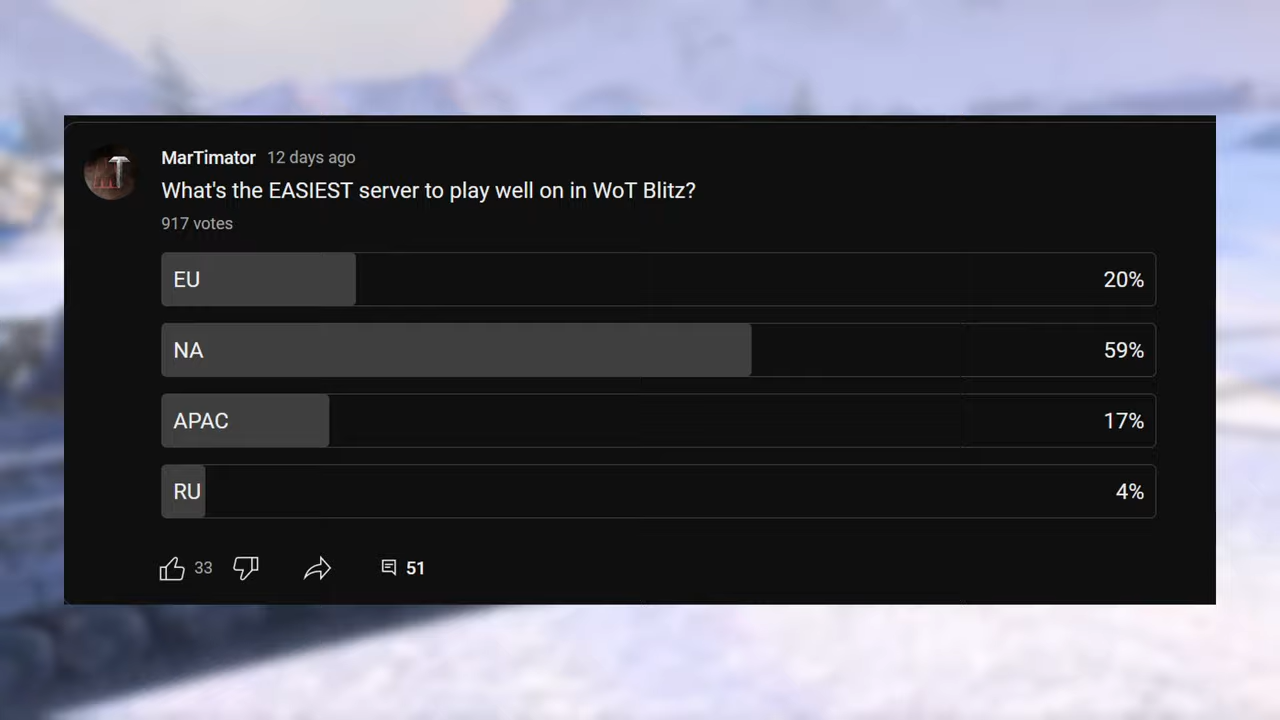 MarTimator 12 days ago
What's the EASIEST server to play well on in WoT Blitz?
917 votes
EU 20%
NA 59%
APAC 17%
RU 4%
33 51